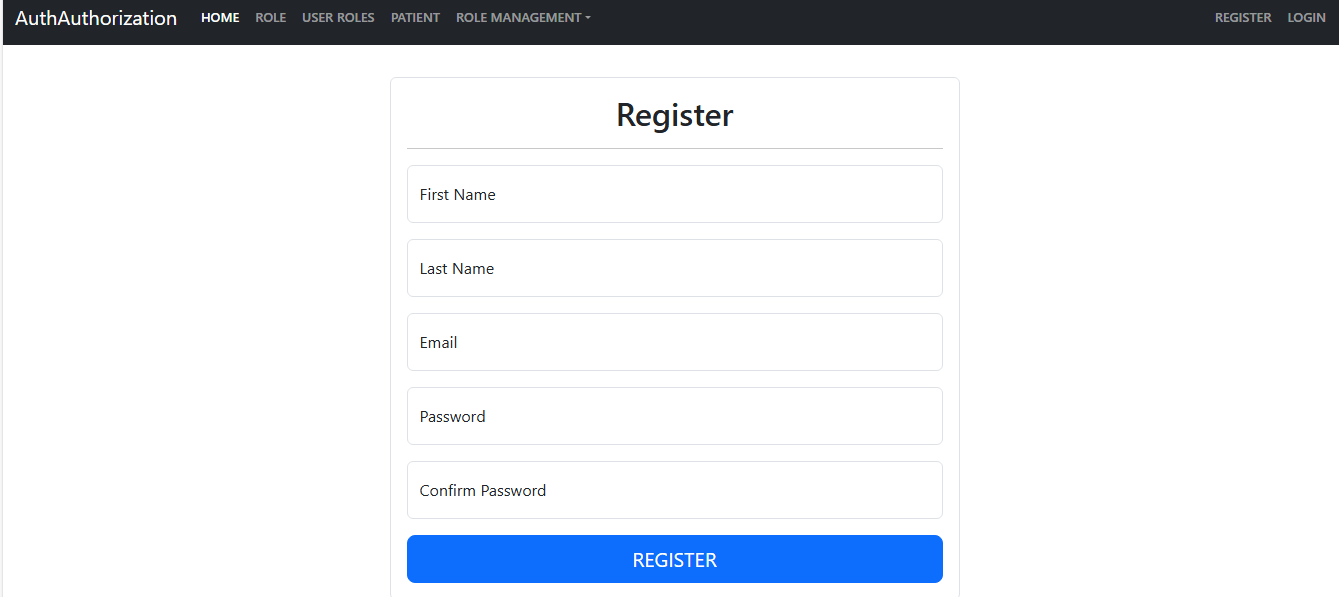 AuthAuthorization HOME ROLE USER ROLES PATIENT ROLE MANAGEMENT REGISTER LOGIN
Register
First Name
Last Name
Email
Password
Confirm Password
REGISTER